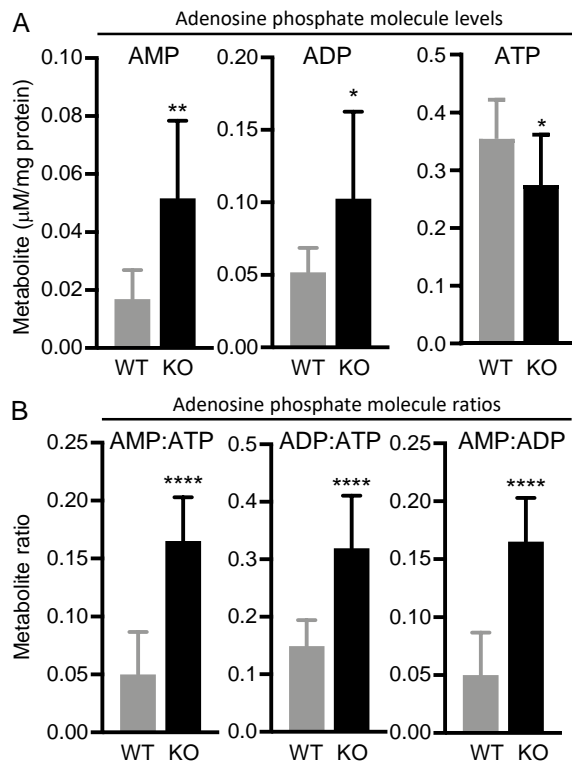 A
Adenosine phosphate molecule levels
AMP
ADP
ATP
Metabolite (μM/mg protein)
0.10
0.08
0.06
0.04
0.02
0.00
**
WT KO
0.20
0.15
0.10
0.05
0.00
*
WT KO
0.5
0.4
0.3
0.2
0.1
0.0
*
WT KO
B
Adenosine phosphate molecule ratios
AMP:ATP
ADP:ATP
AMP:ADP
Metabolite ratio
0.25
0.20
0.15
0.10
0.05
0.00
****
WT KO
0.5
0.4
0.3
0.2
0.1
0.0
****
WT KO
0.25
0.20
0.15
0.10
0.05
0.00
****
WT KO